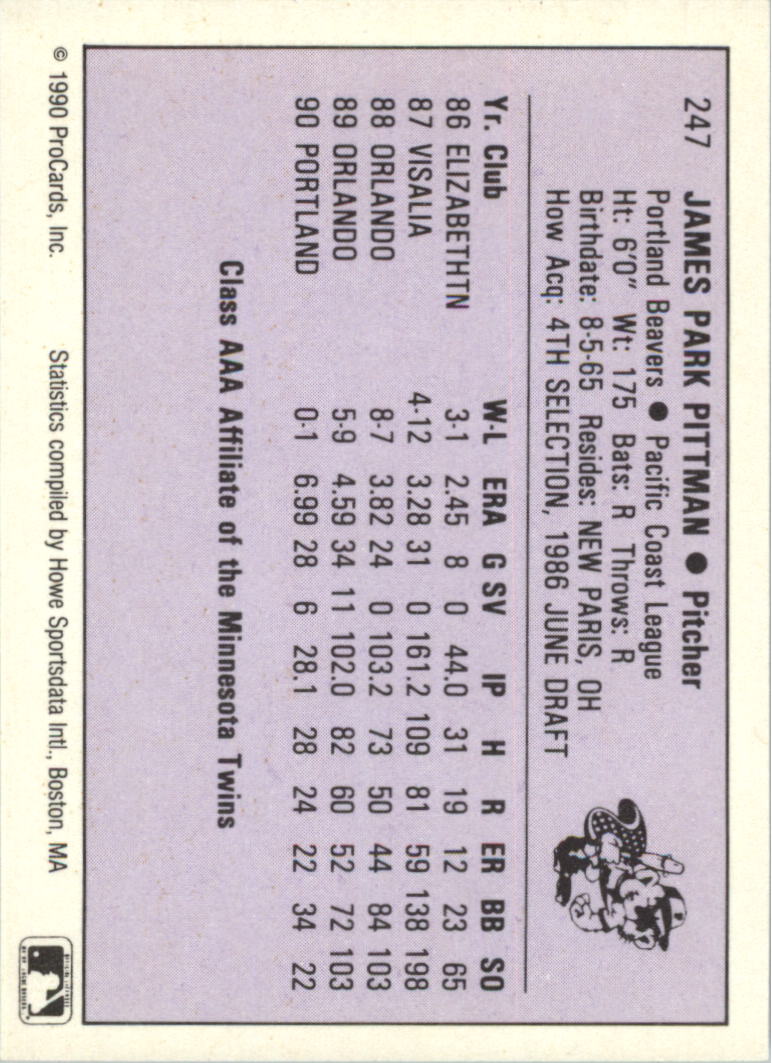 247 JAMES PARK PITTMAN ● Pitcher
Portland Beavers ● Pacific Coast League
Ht: 6'0" Wt: 175 Bats: R Throws: R
Birthdate: 8-5-65 Resides: NEW PARIS, OH
How Acq: 4TH SELECTION, 1986 JUNE DRAFT
Yr. Club W-L ERA G SV IP H R ER BB SO
86 ELIZABETHTN 3-1 2.45 8 0 44.0 31 19 12 23 65
87 VISALIA 4-12 3.28 31 0 161.2 109 81 59 138 198
88 ORLANDO 8-7 3.82 24 0 103.2 73 50 44 84 103
89 ORLANDO 5-9 4.59 34 11 102.0 82 60 52 72 103
90 PORTLAND 0-1 6.99 28 6 28.1 28 24 22 34 22
Class AAA Affiliate of the Minnesota Twins
© 1990 ProCards, Inc. Statistics compiled by Howe Sportsdata Intl., Boston, MA